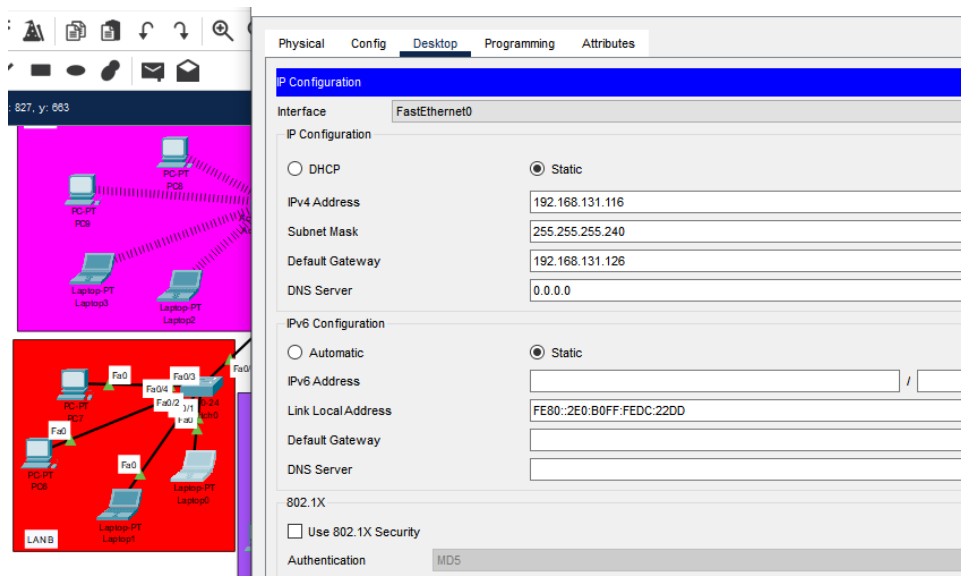 827, y: 663
PC-PT
PC8
PC-PT
PC9
Laptop-PT
Laptop3
Laptop-PT
Laptop2
Fa0
Fa0/3
Fa0/4
Fa0/2
Fa0
PC-PT
PC7
Fa0
PC-PT
PC6
Fa0
Laptop-PT
Laptop0
Laptop-PT
Laptop1
LAN B
Physical Config Desktop Programming Attributes
IP Configuration
Interface FastEthernet0
IP Configuration
DHCP Static
IPv4 Address 192.168.131.116
Subnet Mask 255.255.255.240
Default Gateway 192.168.131.126
DNS Server 0.0.0.0
IPv6 Configuration
Automatic Static
IPv6 Address /
Link Local Address FE80::2E0:B0FF:FEDC:22DD
Default Gateway
DNS Server
802.1X
Use 802.1X Security
Authentication MD5